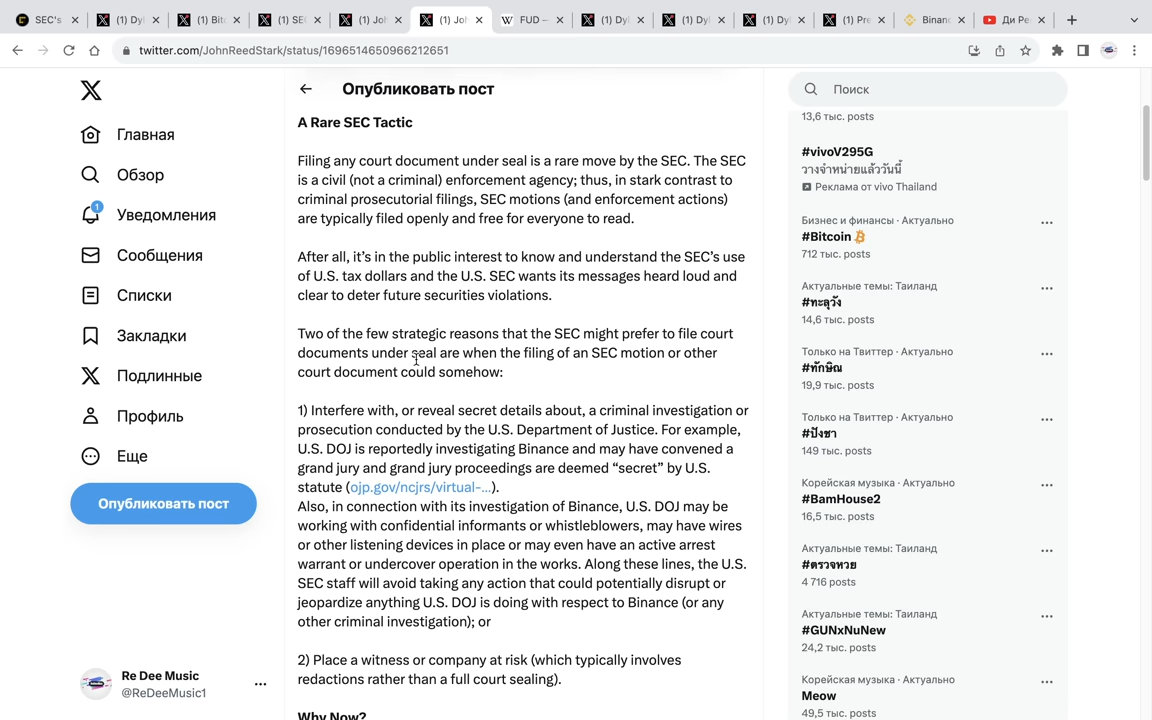 SEC's
(1) Dyl
(1) Bitc
(1) SEC
(1) Joh
(1) Joh
FUD –
(1) Dyl
(1) Dyl
(1) Dyl
(1) Pre
Binanc
Ди Ре
twitter.com/JohnReedStark/status/1696514650966212651
Главная
Обзор
1
Уведомления
Сообщения
Списки
Закладки
Подлинные
Профиль
Еще
Опубликовать пост
Re Dee Music
@ReDeeMusic1
Опубликовать пост
A Rare SEC Tactic
Filing any court document under seal is a rare move by the SEC. The SEC
is a civil (not a criminal) enforcement agency; thus, in stark contrast to
criminal prosecutorial filings, SEC motions (and enforcement actions)
are typically filed openly and free for everyone to read.
After all, it's in the public interest to know and understand the SEC's use
of U.S. tax dollars and the U.S. SEC wants its messages heard loud and
clear to deter future securities violations.
Two of the few strategic reasons that the SEC might prefer to file court
documents under seal are when the filing of an SEC motion or other
court document could somehow:
1) Interfere with, or reveal secret details about, a criminal investigation or
prosecution conducted by the U.S. Department of Justice. For example,
U.S. DOJ is reportedly investigating Binance and may have convened a
grand jury and grand jury proceedings are deemed “secret” by U.S.
statute (ojp.gov/ncjrs/virtual-...).
Also, in connection with its investigation of Binance, U.S. DOJ may be
working with confidential informants or whistleblowers, may have wires
or other listening devices in place or may even have an active arrest
warrant or undercover operation in the works. Along these lines, the U.S.
SEC staff will avoid taking any action that could potentially disrupt or
jeopardize anything U.S. DOJ is doing with respect to Binance (or any
other criminal investigation); or
2) Place a witness or company at risk (which typically involves
redactions rather than a full court sealing).
Why Now?
Поиск
13,6 тыс. posts
#vivoV295G
วางจำหน่ายแล้ววันนี้
Реклама от vivo Thailand
Бизнес и финансы · Актуально
#Bitcoin
712 тыс. posts
Актуальные темы: Таиланд
#ทะลุวัง
14,6 тыс. posts
Только на Твиттер · Актуально
#ทักษิณ
19,9 тыс. posts
Только на Твиттер · Актуально
#ปังชา
149 тыс. posts
Корейская музыка · Актуально
#BamHouse2
16,5 тыс. posts
Актуальные темы: Таиланд
#ตรวจหวย
4 716 posts
Актуальные темы: Таиланд
#GUNxNuNew
24,2 тыс. posts
Корейская музыка · Актуально
Meow
49,5 тыс. posts